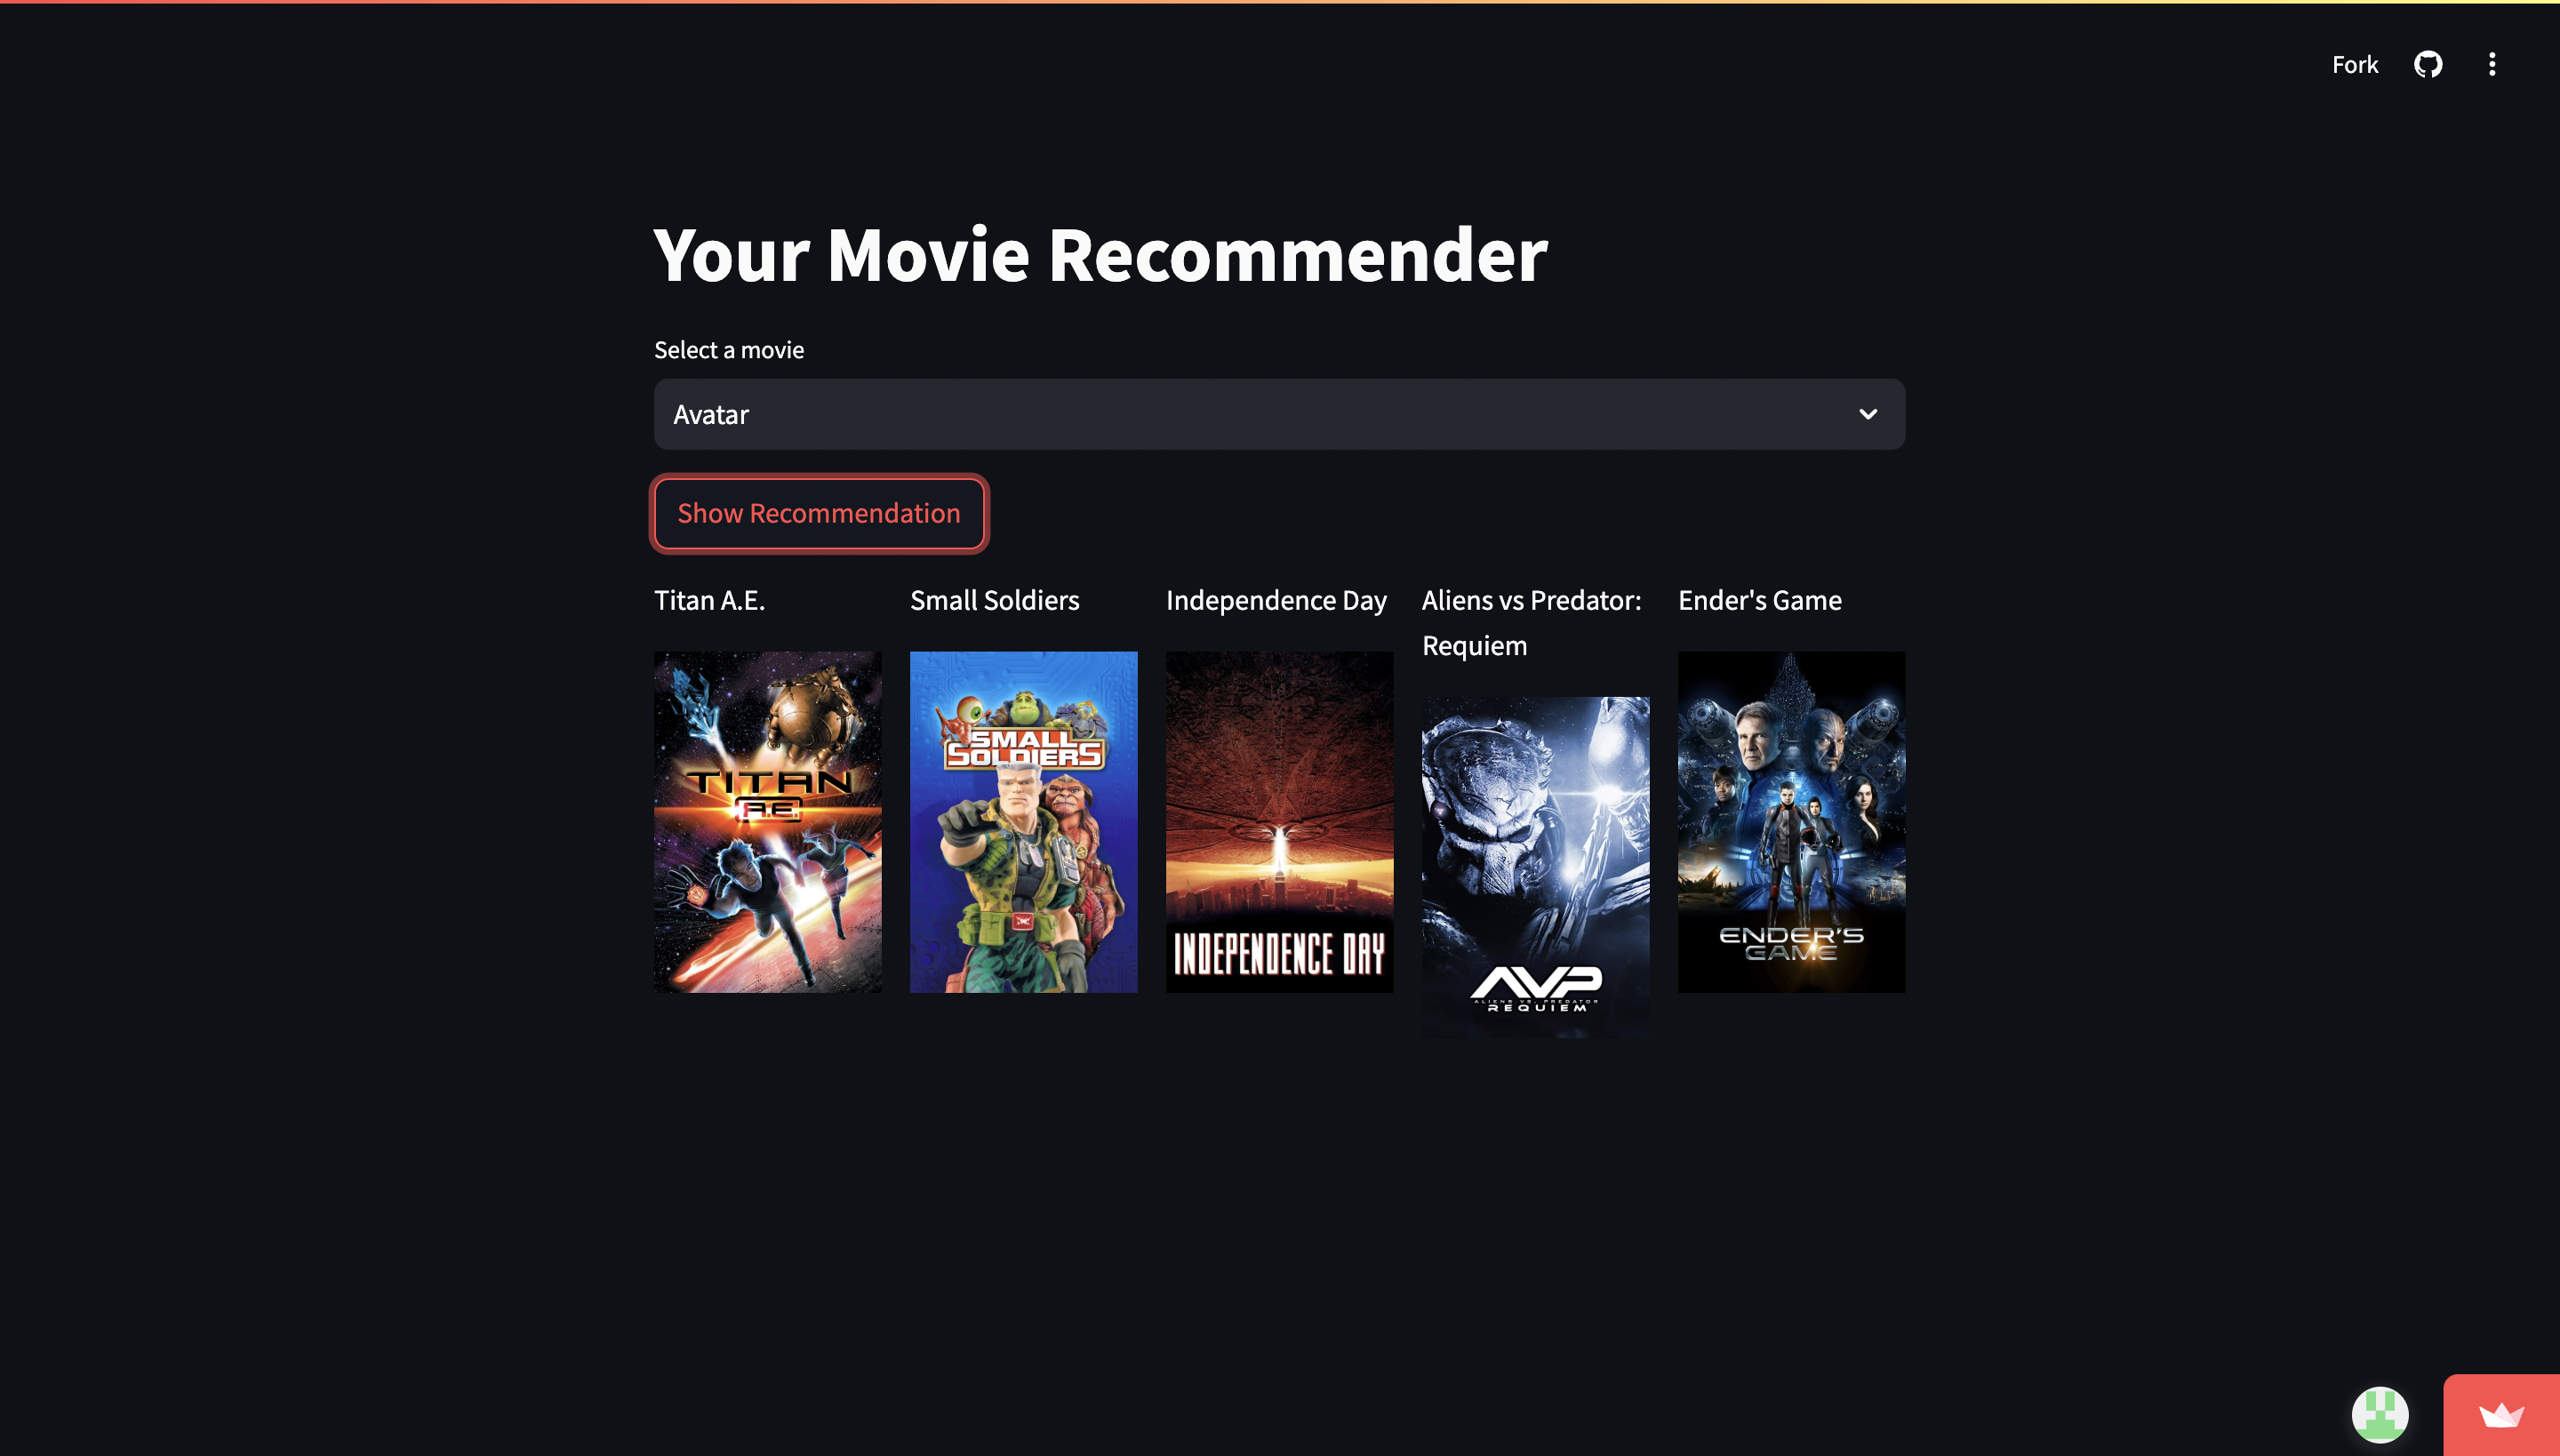 Fork
Your Movie Recommender
Select a movie
Avatar
Show Recommendation
Titan A.E.
Small Soldiers
Independence Day
Aliens vs Predator:
Requiem
Ender's Game
TITAN
A.E.
SMALL
SOLDIERS
INDEPENDENCE DAY
AVP
ALIENS VS. PREDATOR
REQUIEM
ENDER'S
GAME